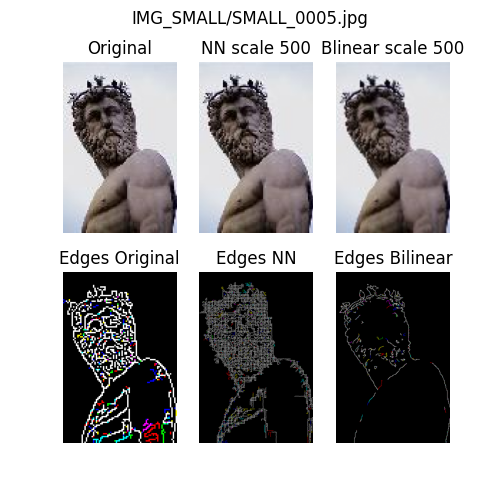 IMG_SMALL/SMALL_0005.jpg
Original
NN scale 500
Blinear scale 500
Edges Original
Edges NN
Edges Bilinear